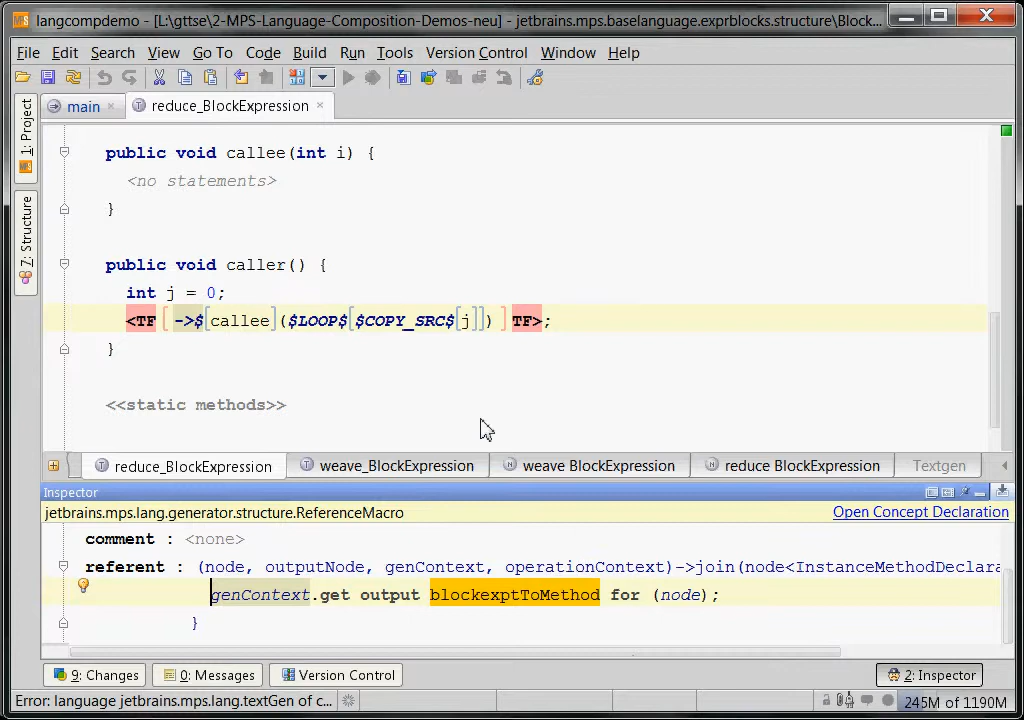 langcompdemo - [L:\gttse\2-MPS-Language-Composition-Demos-neu] - jetbrains.mps.baselanguage.exprblocks.structure\Block...
File Edit Search View Go To Code Build Run Tools Version Control Window Help
main reduce_BlockExpression
1: Project
Z: Structure
public void callee(int i) {
<no statements>
}
public void caller() {
int j = 0;
<TF [ ->$[callee]($LOOP$[$COPY_SRC$[j]]) ] TF>;
}
<<static methods>>
reduce_BlockExpression weave_BlockExpression weave BlockExpression reduce BlockExpression Textgen
Inspector
jetbrains.mps.lang.generator.structure.ReferenceMacro Open Concept Declaration
comment : <none>
referent : (node, outputNode, genContext, operationContext)->join(node<InstanceMethodDeclara
genContext.get output blockexptToMethod for (node);
}
9: Changes 0: Messages Version Control 2: Inspector
Error: language jetbrains.mps.lang.textGen of c... 245M of 1190M